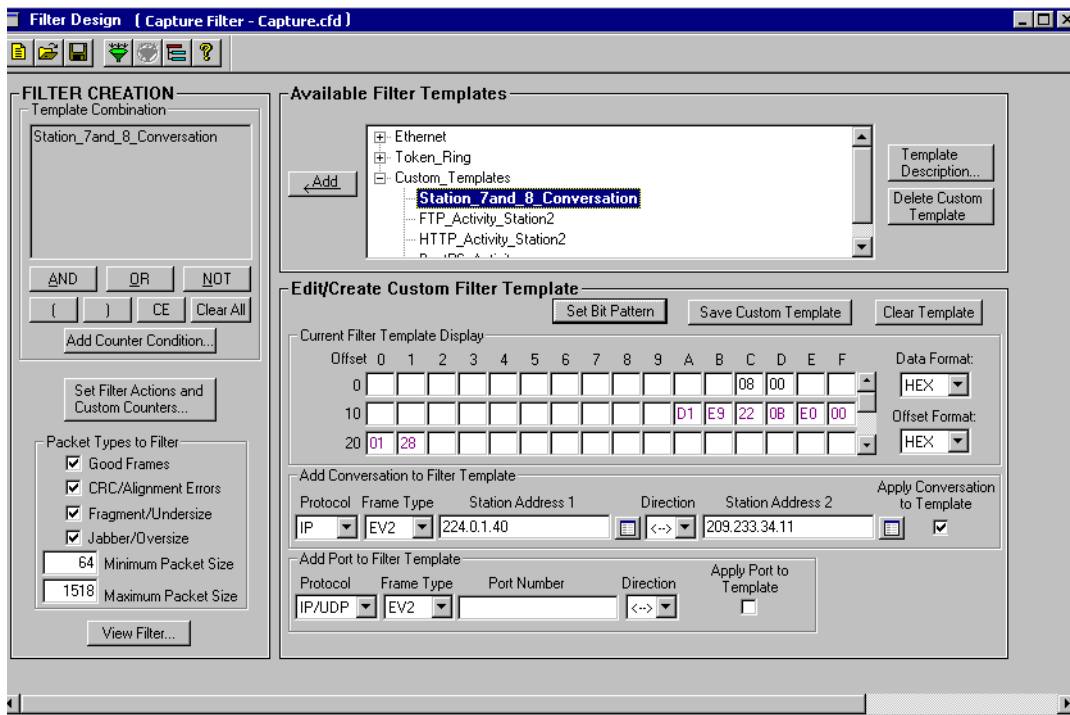 Filter Design ( Capture Filter - Capture.cfd )
FILTER CREATION
Template Combination
Station_7and_8_Conversation
AND OR NOT
( ) CE Clear All
Add Counter Condition...
Set Filter Actions and
Custom Counters...
Packet Types to Filter
Good Frames
CRC/Alignment Errors
Fragment/Undersize
Jabber/Oversize
64 Minimum Packet Size
1518 Maximum Packet Size
View Filter...
Available Filter Templates
Add
Ethernet
Token_Ring
Custom_Templates
Station_7and_8_Conversation
FTP_Activity_Station2
HTTP_Activity_Station2
Template
Description...
Delete Custom
Template
Edit/Create Custom Filter Template
Set Bit Pattern Save Custom Template Clear Template
Current Filter Template Display
Offset 0 1 2 3 4 5 6 7 8 9 A B C D E F
0 08 00
10 D1 E9 22 0B E0 00
20 01 28
Data Format:
HEX
Offset Format:
HEX
Add Conversation to Filter Template
Protocol Frame Type Station Address 1 Direction Station Address 2 Apply Conversation
to Template
IP EV2 224.0.1.40 <--> 209.233.34.11
Add Port to Filter Template
Protocol Frame Type Port Number Direction Apply Port to
Template
IP/UDP EV2 <-->